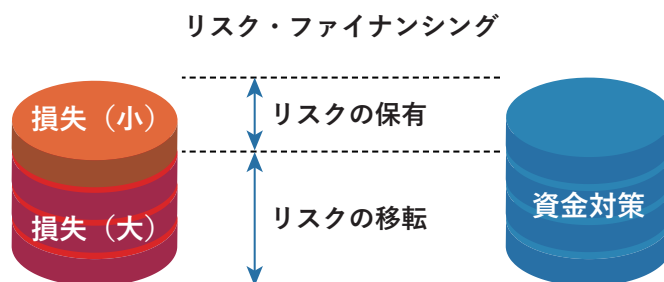 リスク・ファイナンシング
損失（小）
リスクの保有
損失（大）
リスクの移転
資金対策